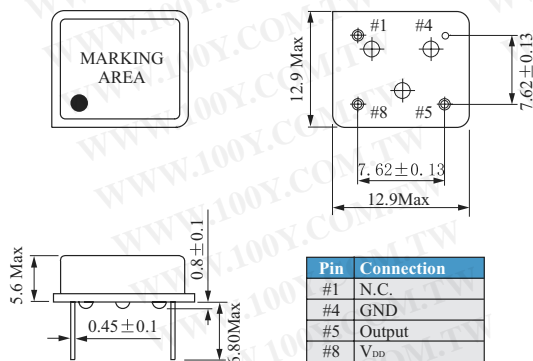 MARKING
AREA
#1
#4
#8
#5
12.9 Max
7.62±0.13
7.62±0.13
12.9Max
5.6 Max
0.8±0.1
0.45±0.1
6.80Max
Pin Connection
#1 N.C.
#4 GND
#5 Output
#8 VDD
WWW.100Y.COM.TW